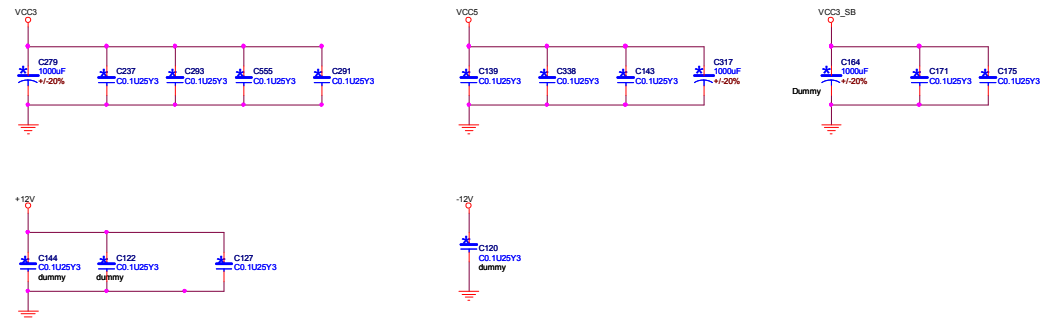 VCC3
C279
1000uF
+/-20%
C237
C0.1U25Y3
C293
C0.1U25Y3
C555
C0.1U25Y3
C291
C0.1U25Y3
VCC5
C139
C0.1U25Y3
C338
C0.1U25Y3
C143
C0.1U25Y3
C317
1000uF
+/-20%
VCC3_SB
C164
1000uF
+/-20%
Dummy
C171
C0.1U25Y3
C175
C0.1U25Y3
+12V
C144
C0.1U25Y3
dummy
C122
C0.1U25Y3
dummy
C127
C0.1U25Y3
-12V
C120
C0.1U25Y3
dummy